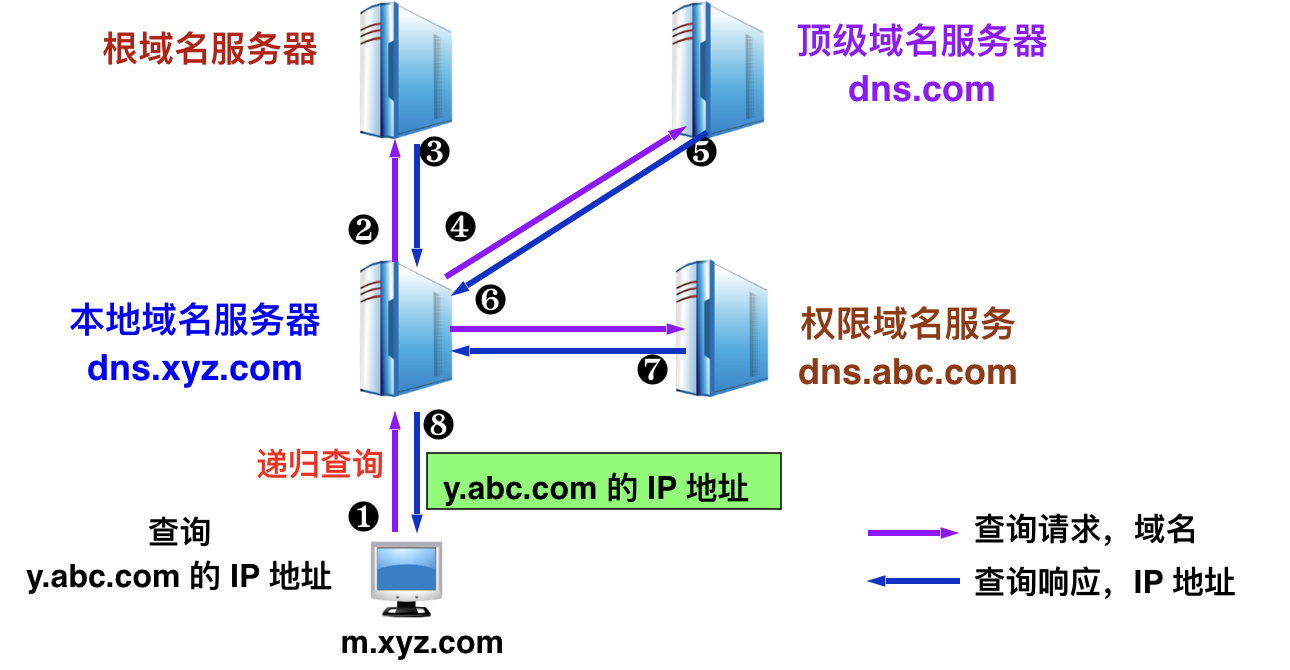 根域名服务器
顶级域名服务器
dns.com
❸
❺
❷
❹
❻
本地域名服务器
dns.xyz.com
权限域名服务
dns.abc.com
❼
❽
递归查询
y.abc.com 的 IP 地址
❶
查询
y.abc.com 的 IP 地址
m.xyz.com
查询请求，域名
查询响应，IP 地址